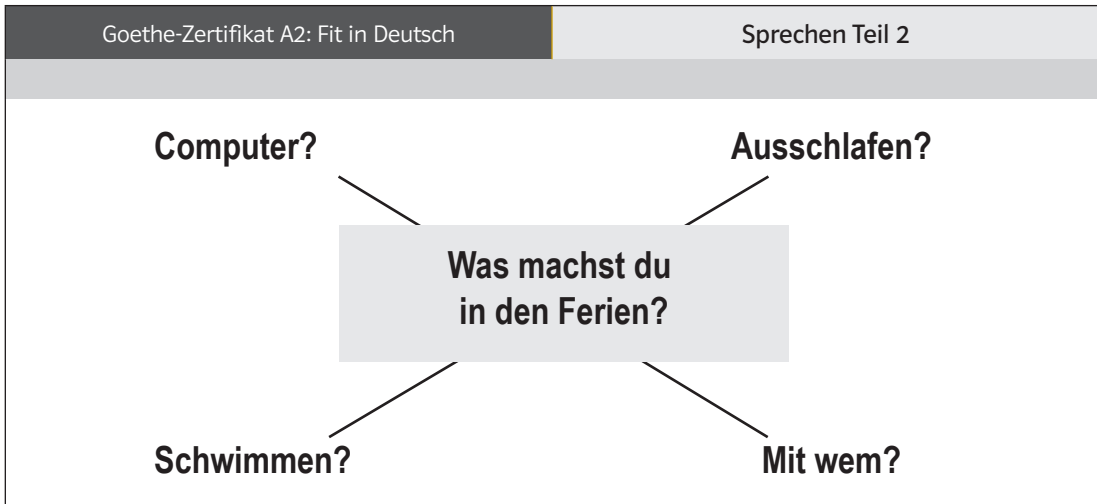 Goethe-Zertifikat A2: Fit in Deutsch
Sprechen Teil 2
Computer?
Ausschlafen?
Was machst du
in den Ferien?
Schwimmen?
Mit wem?